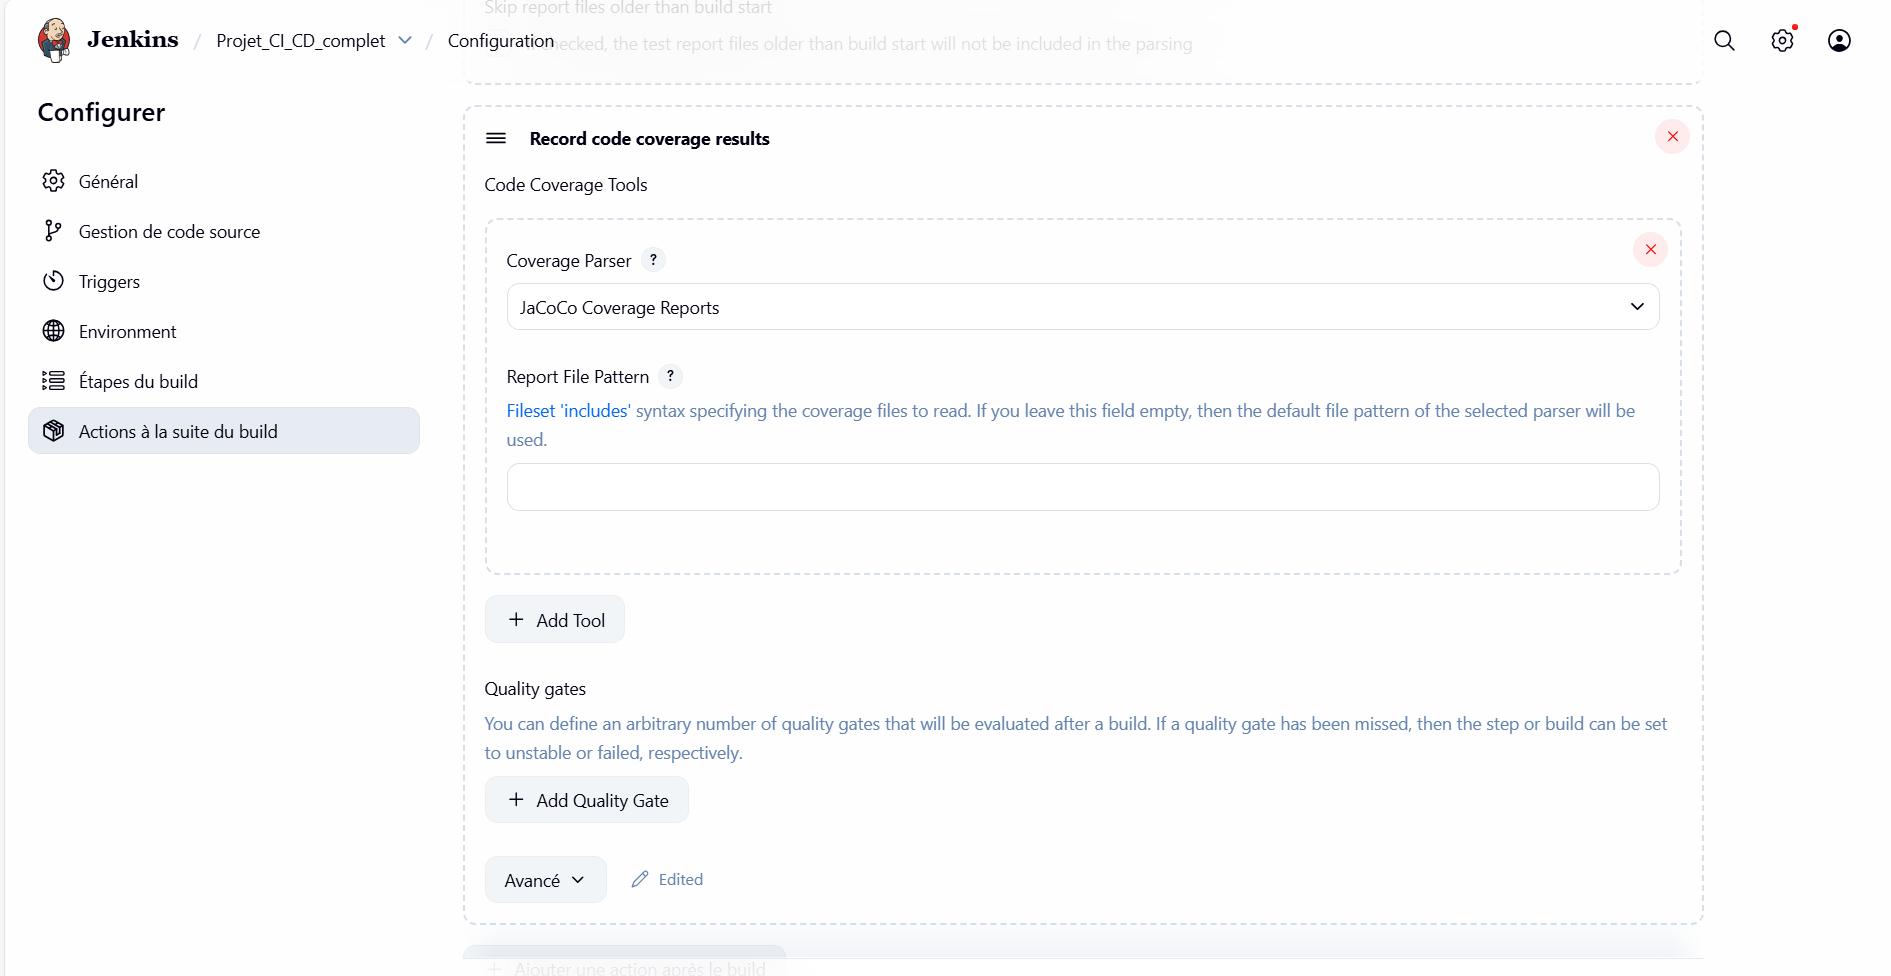 Skip report files older than build start
Jenkins / Projet_CI_CD_complet / Configuration
If checked, the test report files older than build start will not be included in the parsing
Configurer
Général
Gestion de code source
Triggers
Environment
Étapes du build
Actions à la suite du build
Record code coverage results
Code Coverage Tools
Coverage Parser ?
JaCoCo Coverage Reports
Report File Pattern ?
Fileset 'includes' syntax specifying the coverage files to read. If you leave this field empty, then the default file pattern of the selected parser will be
used.
+ Add Tool
Quality gates
You can define an arbitrary number of quality gates that will be evaluated after a build. If a quality gate has been missed, then the step or build can be set
to unstable or failed, respectively.
+ Add Quality Gate
Avancé
Edited
+ Ajouter une action après le build